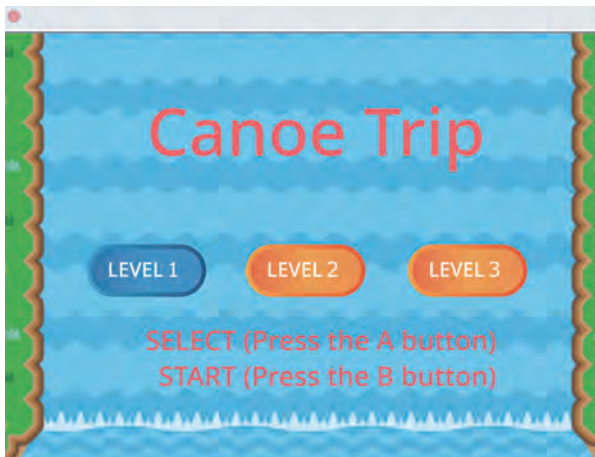 Canoe Trip
LEVEL 1 LEVEL 2 LEVEL 3
SELECT (Press the A button)
START (Press the B button)